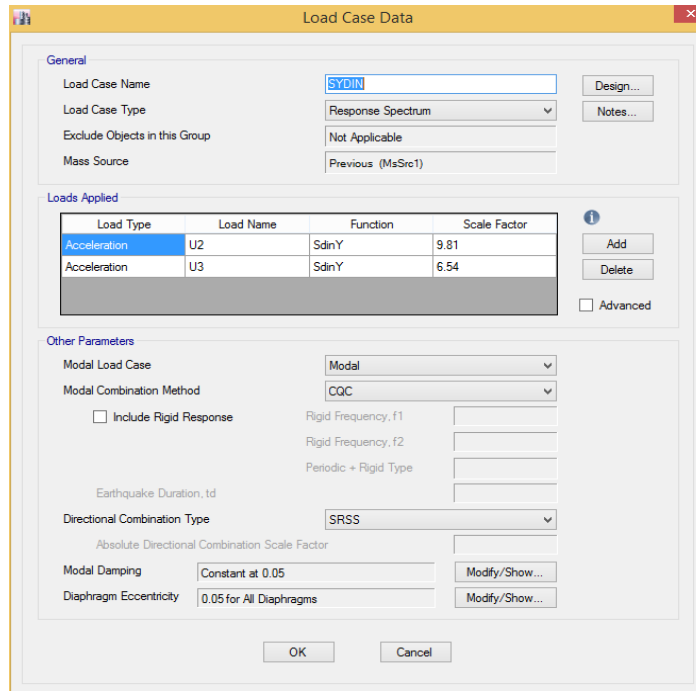 Load Case Data
General
Load Case Name SYDIN Design...
Load Case Type Response Spectrum Notes...
Exclude Objects in this Group Not Applicable
Mass Source Previous (MsSrc1)
Loads Applied
Load Type Load Name Function Scale Factor
Acceleration U2 SdinY 9.81 Add
Acceleration U3 SdinY 6.54 Delete
Advanced
Other Parameters
Modal Load Case Modal
Modal Combination Method CQC
Include Rigid Response Rigid Frequency, f1
Rigid Frequency, f2
Periodic + Rigid Type
Earthquake Duration, td
Directional Combination Type SRSS
Absolute Directional Combination Scale Factor
Modal Damping Constant at 0.05 Modify/Show...
Diaphragm Eccentricity 0.05 for All Diaphragms Modify/Show...
OK Cancel